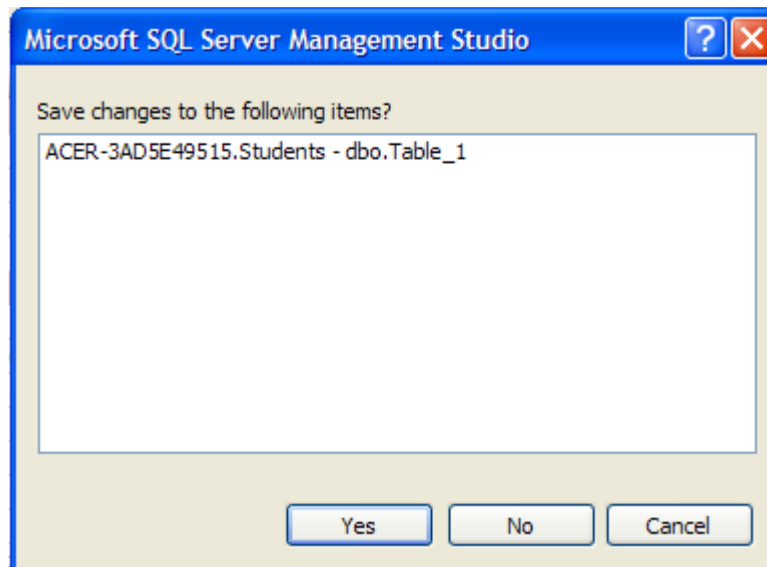 Microsoft SQL Server Management Studio
?
Save changes to the following items?
ACER-3AD5E49515.Students - dbo.Table_1
Yes No Cancel